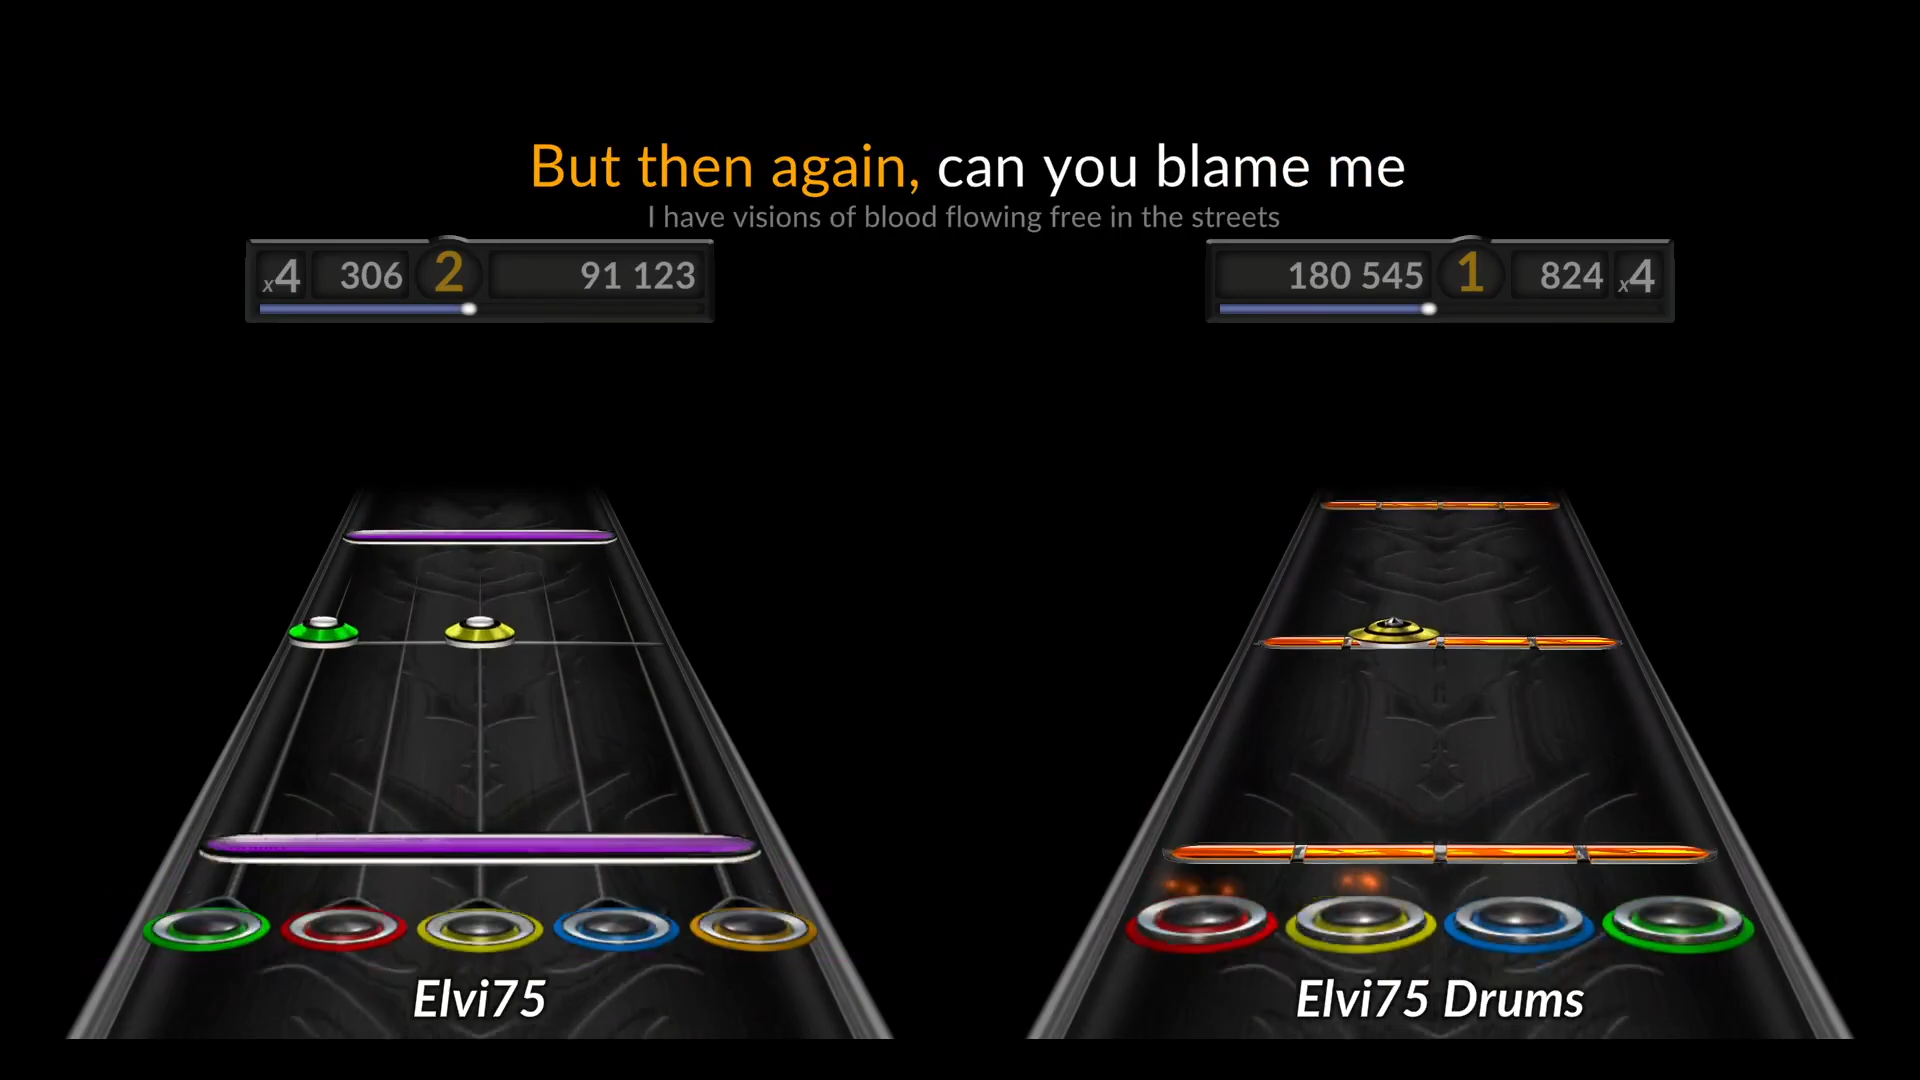 But then again, can you blame me
I have visions of blood flowing free in the streets
x4 306 2 91 123
180 545 1 824 x4
Elvi75
Elvi75 Drums